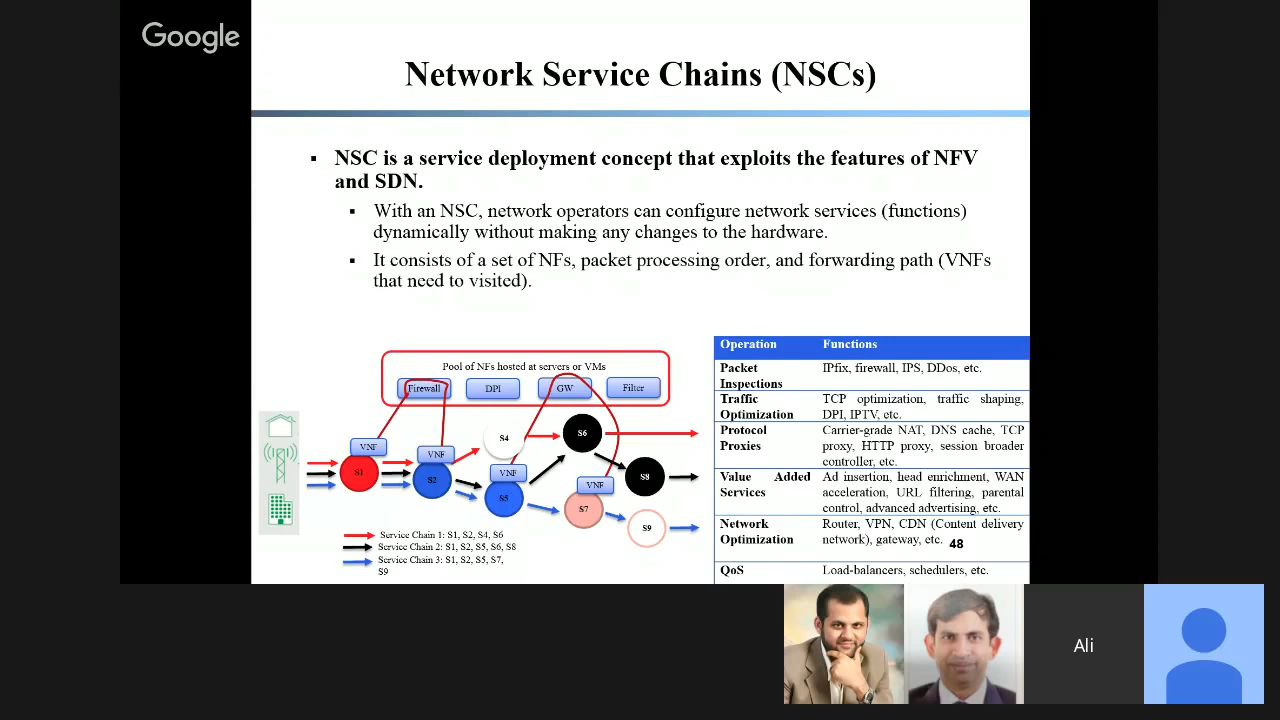 Google
Network Service Chains (NSCs)
▪ NSC is a service deployment concept that exploits the features of NFV
and SDN.
▪ With an NSC, network operators can configure network services (functions)
dynamically without making any changes to the hardware.
▪ It consists of a set of NFs, packet processing order, and forwarding path (VNFs
that need to visited).
Pool of NFs hosted at servers or VMs
Firewall DPI GW Filter
VNF
VNF
VNF
VNF
S1
S2
S4
S5
S6
S7
S8
S9
Service Chain 1: S1, S2, S4, S6
Service Chain 2: S1, S2, S5, S6, S8
Service Chain 3: S1, S2, S5, S7,
S9
Operation Functions
Packet IPfix, firewall, IPS, DDos, etc.
Inspections
Traffic TCP optimization, traffic shaping,
Optimization DPI, IPTV, etc.
Protocol Carrier-grade NAT, DNS cache, TCP
Proxies proxy, HTTP proxy, session broader
controller, etc.
Value Added Ad insertion, head enrichment, WAN
Services acceleration, URL filtering, parental
control, advanced advertising, etc.
Network Router, VPN, CDN (Content delivery
Optimization network), gateway, etc. 48
QoS Load-balancers, schedulers, etc.
Ali